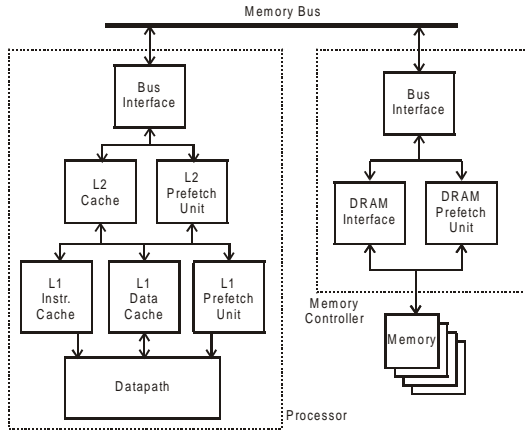 Memory Bus
Bus
Interface
Bus
Interface
L2
Cache
L2
Prefetch
Unit
DRAM
Interface
DRAM
Prefetch
Unit
L1
Instr.
Cache
L1
Data
Cache
L1
Prefetch
Unit
Memory
Controller
Memory
Datapath
Processor